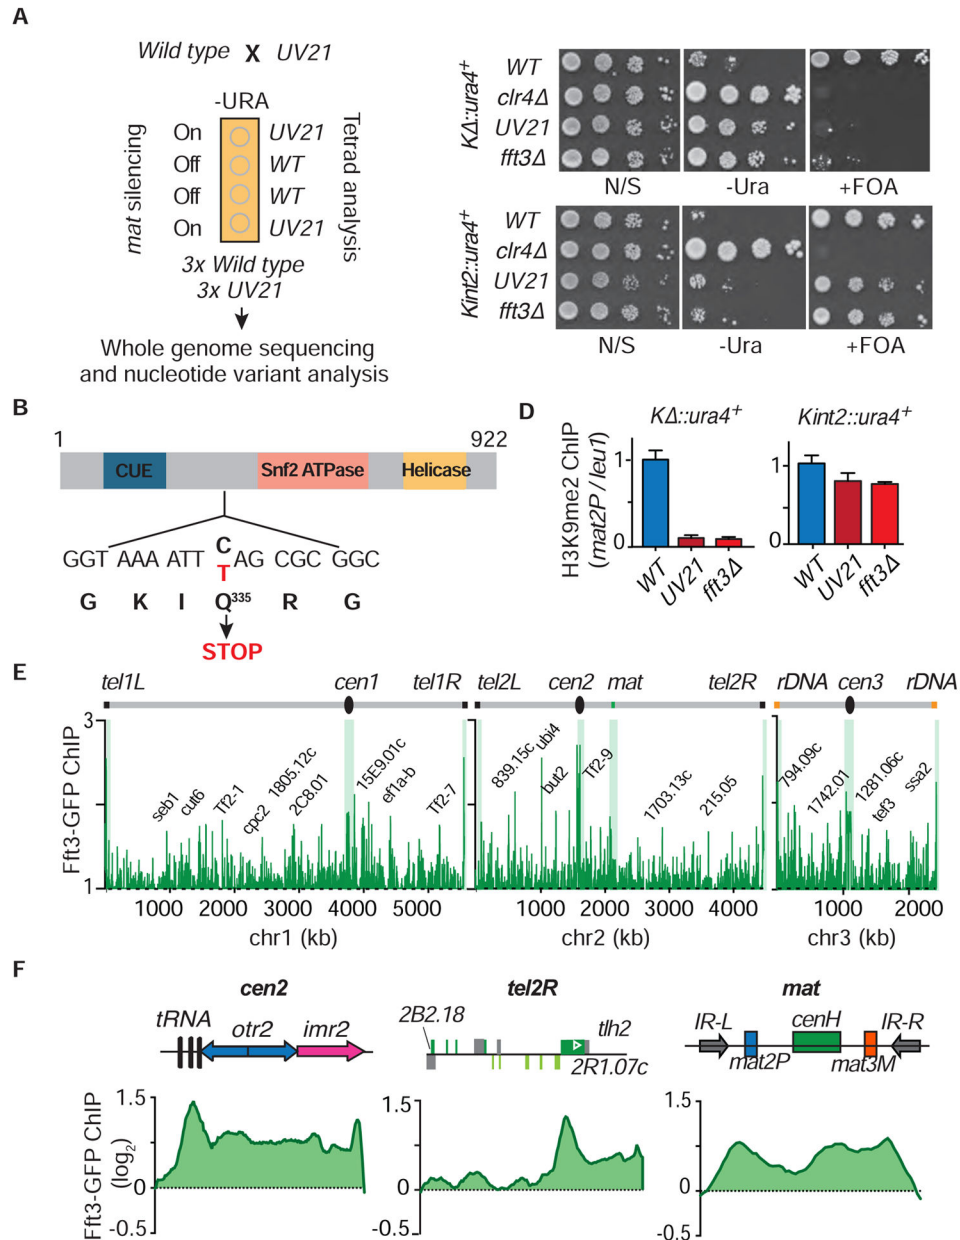 A
Wild type X UV21
-URA
mat silencing
On
Off
Off
On
UV21
WT
WT
UV21
Tetrad analysis
3x Wild type
3x UV21
Whole genome sequencing
and nucleotide variant analysis
KΔ::ura4+
WT
clr4Δ
UV21
fft3Δ
N/S -Ura +FOA
Kint2::ura4+
WT
clr4Δ
UV21
fft3Δ
N/S -Ura +FOA
B
1 922
CUE Snf2 ATPase Helicase
GGT AAA ATT C AG CGC GGC
T
G K I Q335 R G
STOP
D
KΔ::ura4+ Kint2::ura4+
H3K9me2 ChIP
(mat2P / leu1)
1
0
WT UV21 fft3Δ
1
0
WT UV21 fft3Δ
E
tel1L cen1 tel1R tel2L cen2 mat tel2R rDNA cen3 rDNA
Fft3-GFP ChIP
3
1
seb1 cut6 Tf2-1 cpc2 1805.12c 2C8.01 15E9.01c ef1a-b Tf2-7
839.15c ubi4 but2 Tf2-9 1703.13c 215.05
794.09c 1742.01 1281.06c tef3 ssa2
1000 2000 3000 4000 5000
1000 2000 3000 4000
1000 2000
chr1 (kb) chr2 (kb) chr3 (kb)
F
cen2 tel2R mat
tRNA otr2 imr2
2B2.18 tlh2
2R1.07c
IR-L cenH IR-R
mat2P mat3M
Fft3-GFP ChIP
(log2)
1.5
0
-0.5
1.5
0
-0.5
1.5
0
-0.5